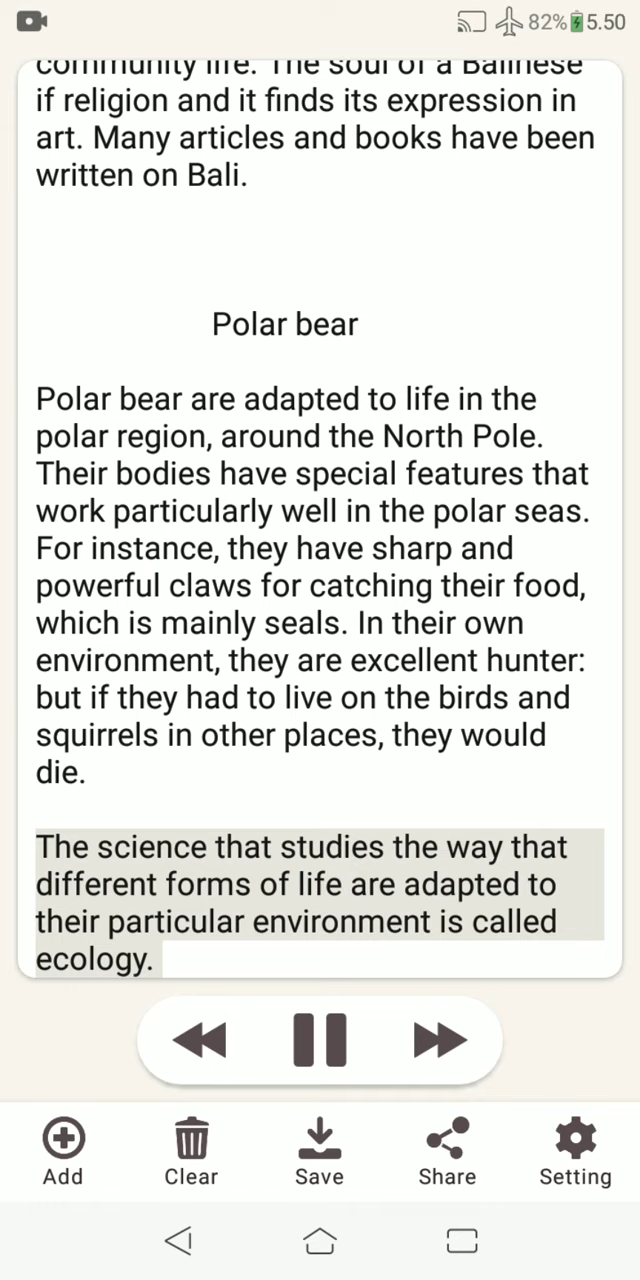 82% 5.50
community life. The soul of a Balinese
if religion and it finds its expression in
art. Many articles and books have been
written on Bali.
Polar bear
Polar bear are adapted to life in the
polar region, around the North Pole.
Their bodies have special features that
work particularly well in the polar seas.
For instance, they have sharp and
powerful claws for catching their food,
which is mainly seals. In their own
environment, they are excellent hunter:
but if they had to live on the birds and
squirrels in other places, they would
die.
The science that studies the way that
different forms of life are adapted to
their particular environment is called
ecology.
Add Clear Save Share Setting